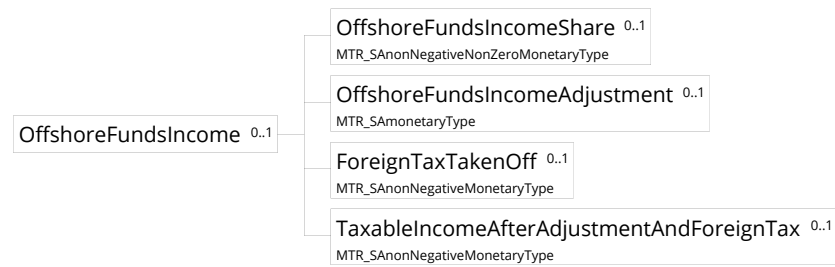 OffshoreFundsIncomeShare 0..1
MTR_SAnonNegativeNonZeroMonetaryType
OffshoreFundsIncomeAdjustment 0..1
MTR_SAmonetaryType
OffshoreFundsIncome 0..1
ForeignTaxTakenOff 0..1
MTR_SAnonNegativeMonetaryType
TaxableIncomeAfterAdjustmentAndForeignTax 0..1
MTR_SAnonNegativeMonetaryType